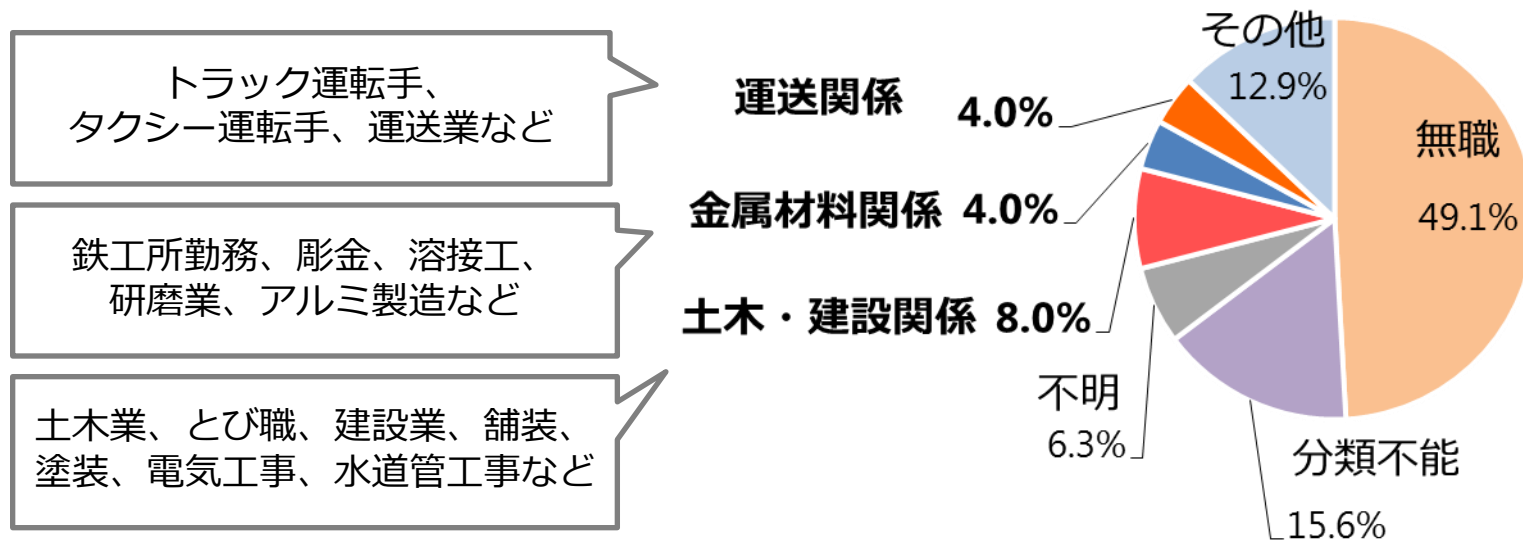 トラック運転手、
タクシー運転手、運送業など
鉄工所勤務、彫金、溶接工、
研磨業、アルミ製造など
土木業、とび職、建設業、舗装、
塗装、電気工事、水道管工事など
運送関係 4.0%
金属材料関係 4.0%
土木・建設関係 8.0%
不明
6.3%
その他
12.9%
無職
49.1%
分類不能
15.6%